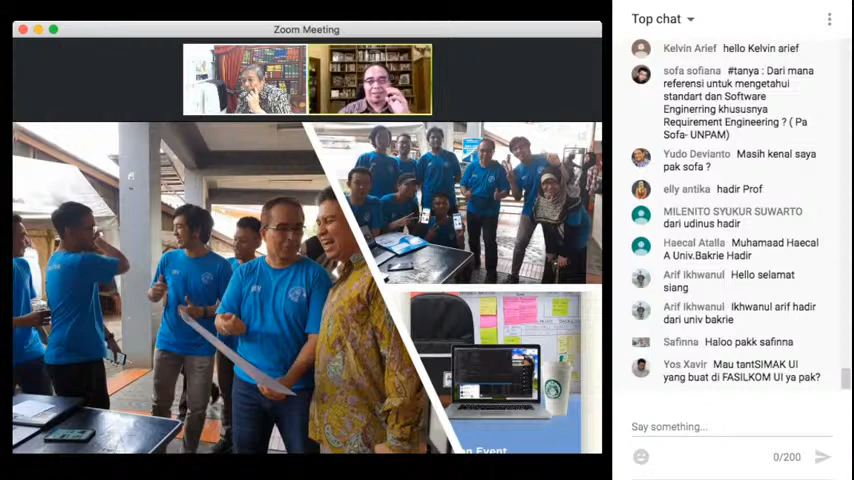 Zoom Meeting
an Event
Top chat
Kelvin Arief hello Kelvin arief
sofa sofiana #tanya : Dari mana
referensi untuk mengetahui
standart dan Software
Enginerring khususnya
Requirement Engineering ? ( Pa
Sofa- UNPAM)
Yudo Devianto Masih kenal saya
pak sofa ?
elly antika hadir Prof
MILENITO SYUKUR SUWARTO
dari udinus hadir
Haecal Atalla Muhamaad Haecal
A Univ.Bakrie Hadir
Arif Ikhwanul Hello selamat
siang
Arif Ikhwanul Ikhwanul arif hadir
dari univ bakrie
Safinna Haloo pakk safinna
Yos Xavir Mau tantSIMAK UI
yang buat di FASILKOM UI ya pak?
Say something...
0/200